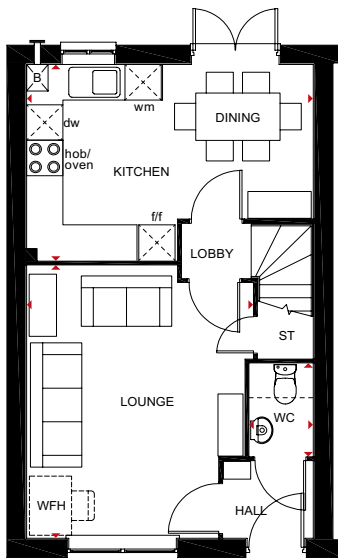 B
wm
dw
DINING
hob/
oven
KITCHEN
f/f
LOBBY
ST
LOUNGE
WC
WFH
HALL